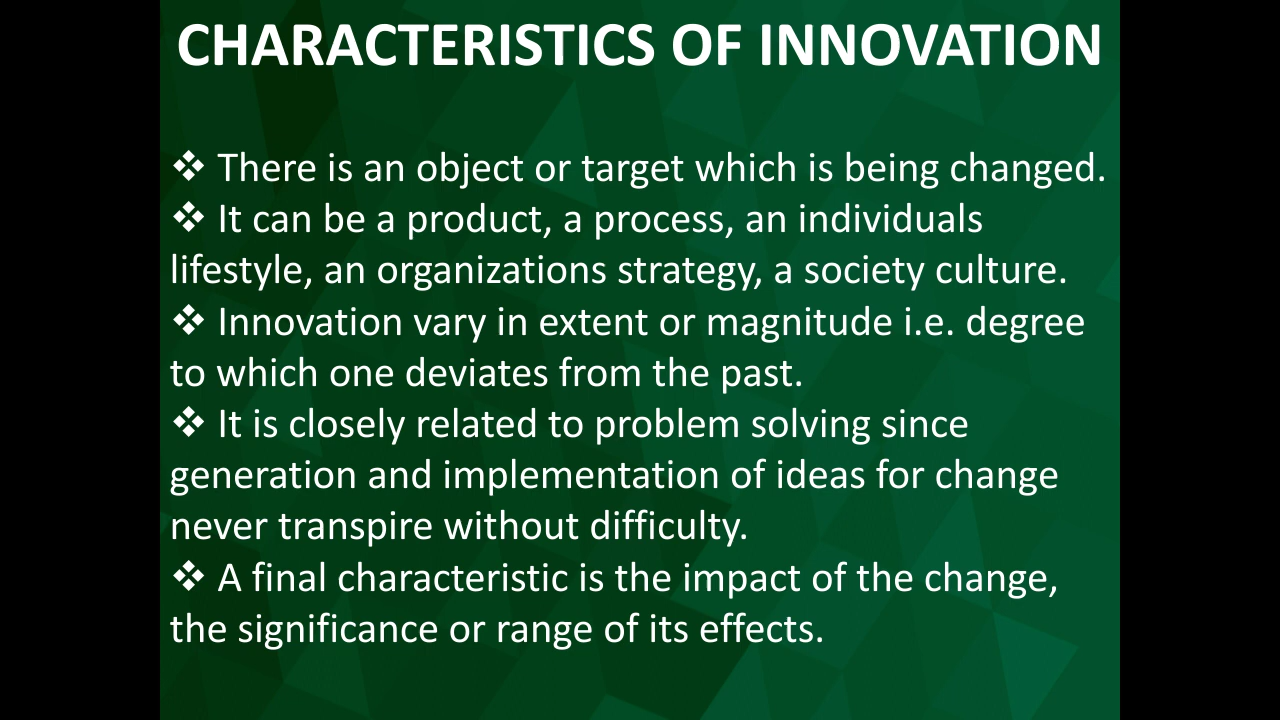 CHARACTERISTICS OF INNOVATION
❖ There is an object or target which is being changed.
❖ It can be a product, a process, an individuals
lifestyle, an organizations strategy, a society culture.
❖ Innovation vary in extent or magnitude i.e. degree
to which one deviates from the past.
❖ It is closely related to problem solving since
generation and implementation of ideas for change
never transpire without difficulty.
❖ A final characteristic is the impact of the change,
the significance or range of its effects.